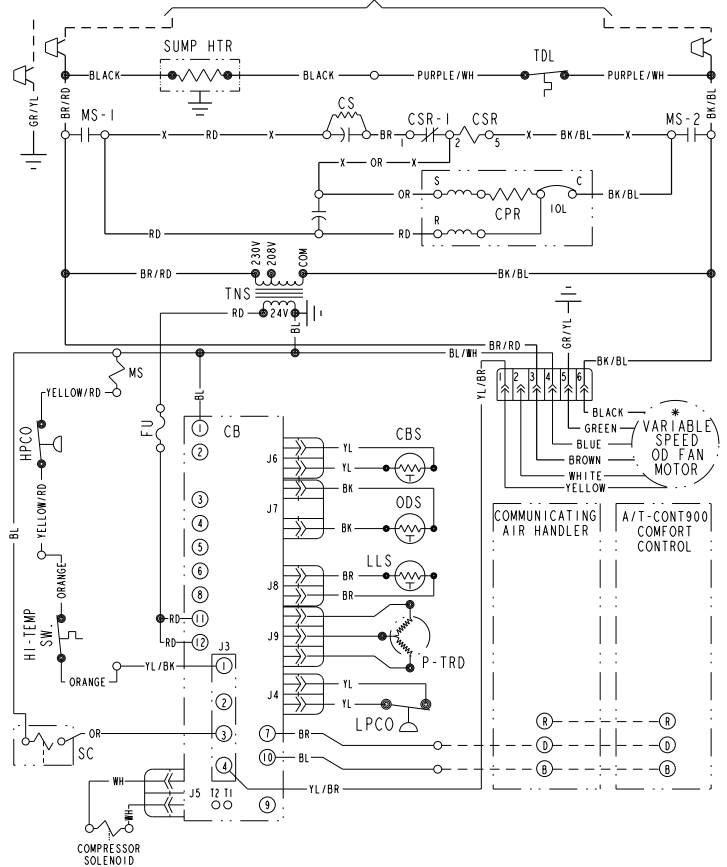 SUMP HTR
TDL
BLACK
BLACK
PURPLE/WH
PURPLE/WH
GR/YL
BR/RD
BK/BL
MS-1
CS
CSR-1
CSR
MS-2
X RD X
BR
1
2
5
X
BK/BL
X
X OR X
S
C
OR
CPR
IOL
BK/BL
R
RD
RD
230V
208V
COM
BR/RD
BK/BL
TNS
RD
24V
BL
GR/YL
BR/RD
BL/WH
BK/BL
MS
YL/BR
1 2 3 4 5 6
YELLOW/RD
BL
BLACK
GREEN
BLUE
BROWN
WHITE
YELLOW
*
VARIABLE
SPEED
OD FAN
MOTOR
HPCO
FU
1
CB
2
J6
YL
CBS
YL
BK
J7
ODS
BK
3
4
5
6
8
11
12
YELLOW/RD
BL
COMMUNICATING
AIR HANDLER
A/T-CONT900
COMFORT
CONTROL
LLS
J8
BR
BR
ORANGE
HI-TEMP
SW.
RD
RD
J9
P-TRD
J3
YL/BK
1
ORANGE
2
J4
YL
YL
LPCO
R
R
OR
3
7
BR
D
D
SC
4
10
BL
B
B
WH
YL/BR
J5
T2 T1
9
WH
COMPRESSOR
SOLENOID